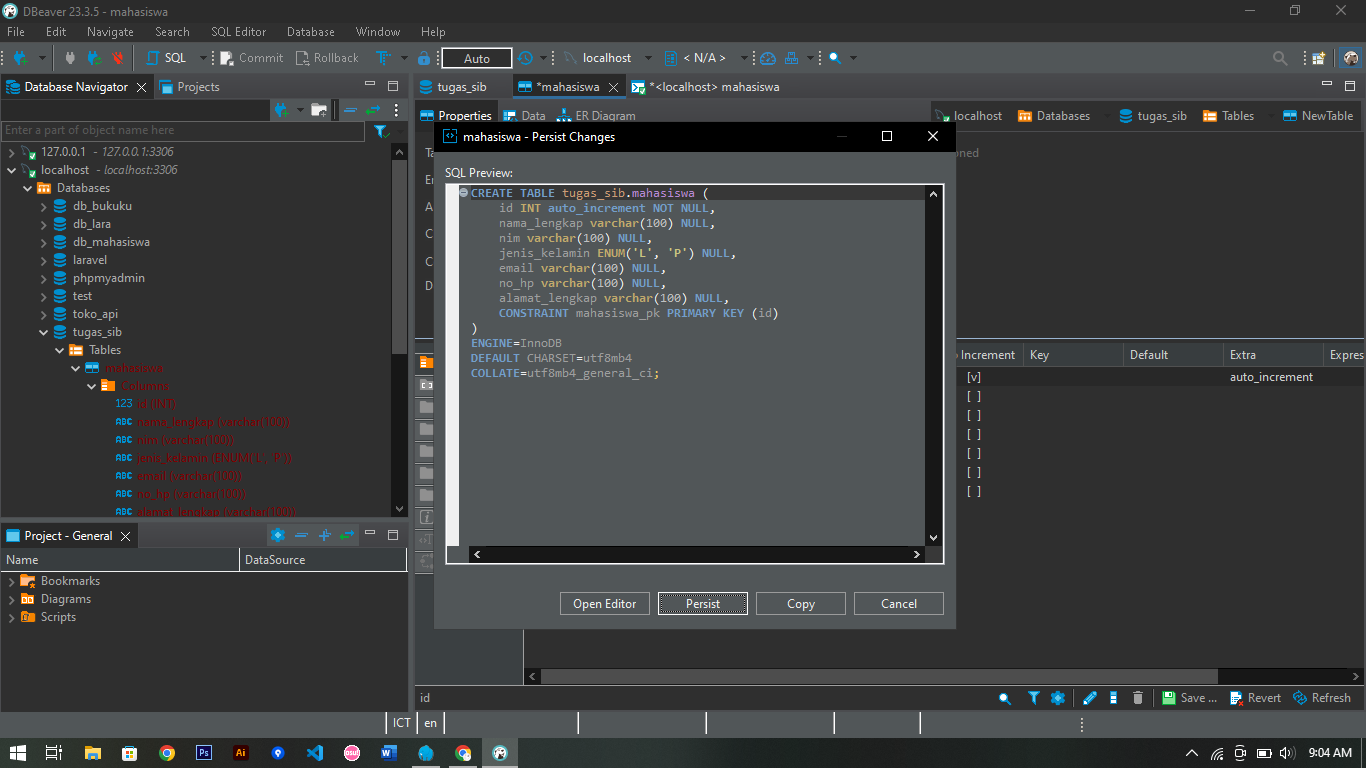 DBeaver 23.3.5 - mahasiswa
File Edit Navigate Search SQL Editor Database Window Help
SQL Commit Rollback Auto localhost < N/A >
Database Navigator Projects
tugas_sib *mahasiswa *<localhost> mahasiswa
Enter a part of object name here
127.0.0.1 - 127.0.0.1:3306
localhost - localhost:3306
Databases
db_bukuku
db_lara
db_mahasiswa
laravel
phpmyadmin
test
toko_api
tugas_sib
Tables
mahasiswa
Columns
123 id (INT)
ABC nama_lengkap (varchar(100))
ABC nim (varchar(100))
ABC jenis_kelamin (ENUM('L', 'P'))
ABC email (varchar(100))
ABC no_hp (varchar(100))
ABC alamat_lengkap (varchar(100))
Project - General
Name DataSource
Bookmarks
Diagrams
Scripts
Properties Data ER Diagram
localhost Databases tugas_sib Tables NewTable
mahasiswa - Persist Changes
SQL Preview:
CREATE TABLE tugas_sib.mahasiswa (
id INT auto_increment NOT NULL,
nama_lengkap varchar(100) NULL,
nim varchar(100) NULL,
jenis_kelamin ENUM('L', 'P') NULL,
email varchar(100) NULL,
no_hp varchar(100) NULL,
alamat_lengkap varchar(100) NULL,
CONSTRAINT mahasiswa_pk PRIMARY KEY (id)
)
ENGINE=InnoDB
DEFAULT CHARSET=utf8mb4
COLLATE=utf8mb4_general_ci;
Open Editor Persist Copy Cancel
Increment Key Default Extra Expres
[v] auto_increment
[ ]
[ ]
[ ]
[ ]
[ ]
[ ]
id Save ... Revert Refresh
ICT en
Ps Ai 9:04 AM